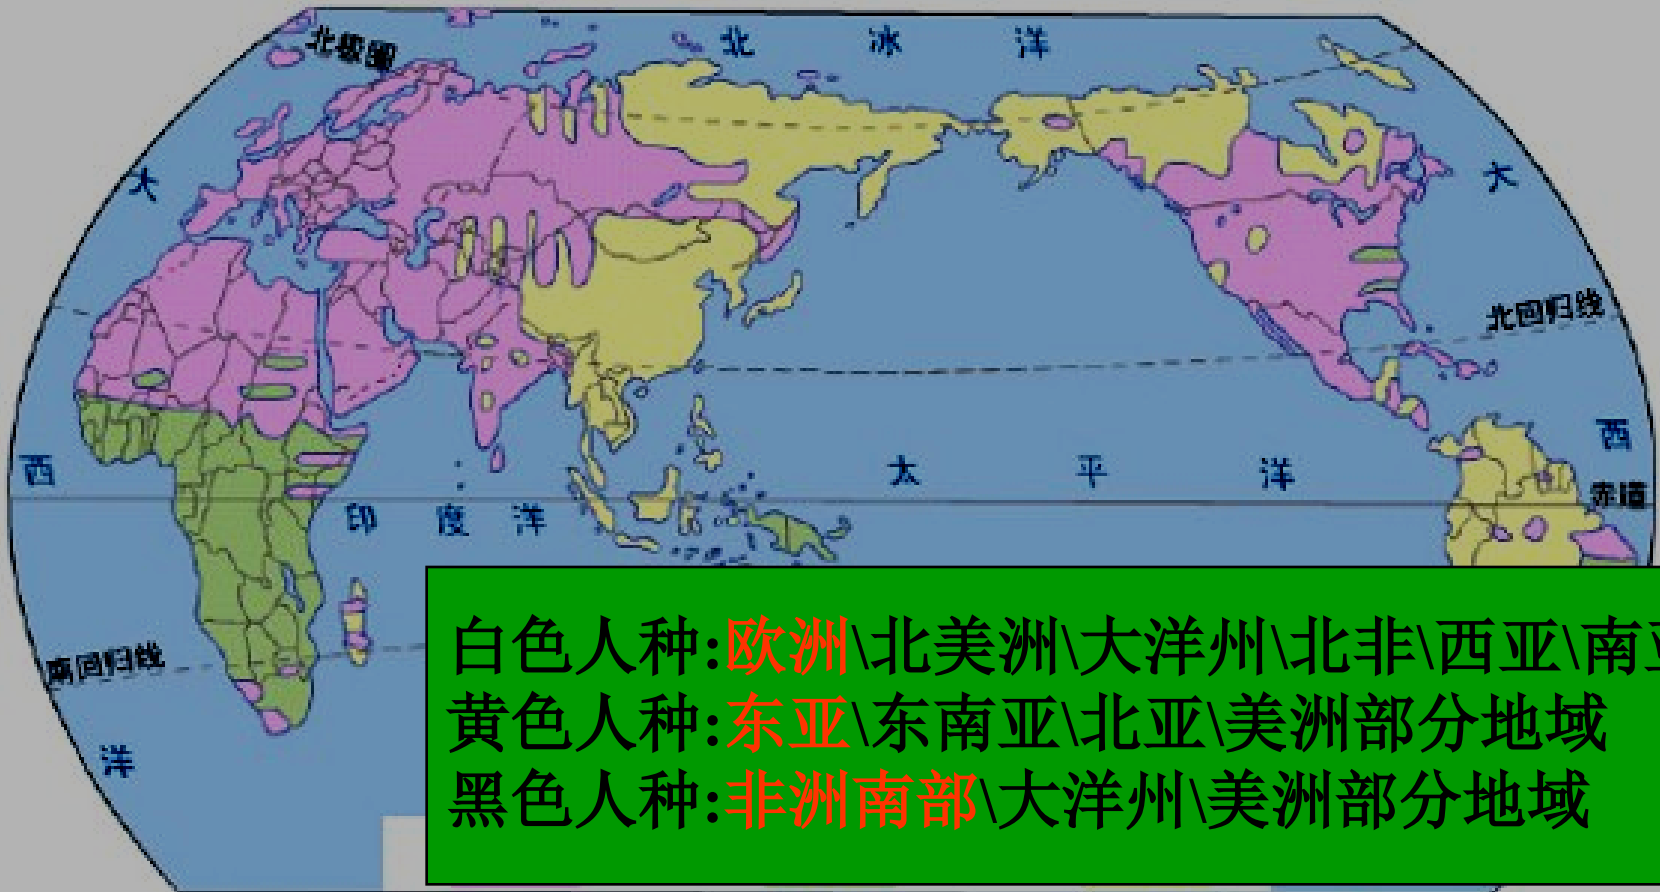 北极圈
北 冰 洋
大
大
北回归线
西
西
太 平 洋
赤道
印 度 洋
南回归线
洋
白色人种:欧洲\北美洲\大洋州\北非\西亚\南亚
黄色人种:东亚\东南亚\北亚\美洲部分地域
黑色人种:非洲南部\大洋州\美洲部分地域